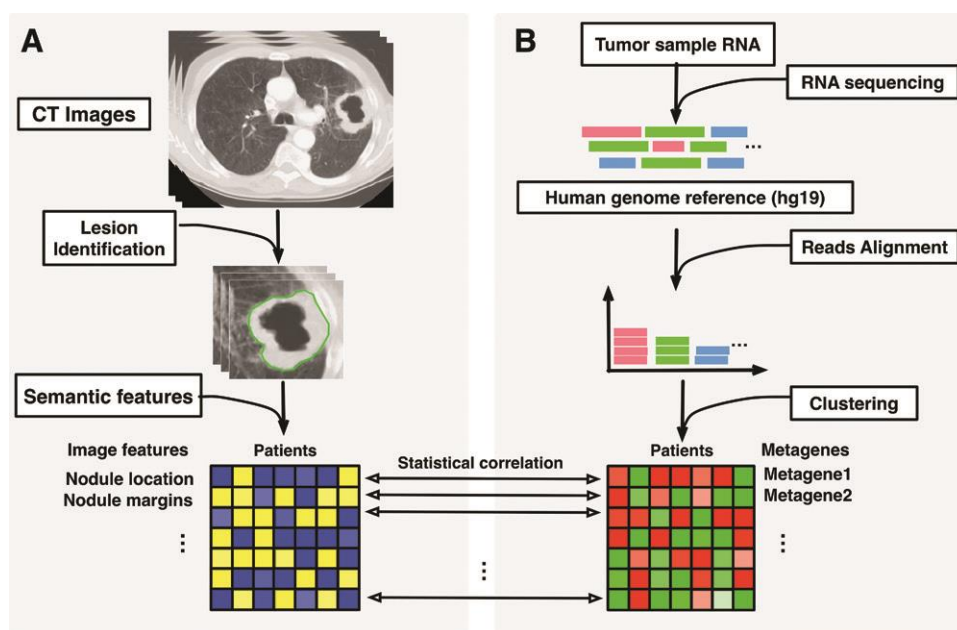 A
CT Images
Lesion
Identification
Semantic features
Image features
Patients
Nodule location
Nodule margins
...
Statistical correlation
...
B
Tumor sample RNA
RNA sequencing
...
Human genome reference (hg19)
Reads Alignment
...
Clustering
Patients
Metagenes
Metagene1
Metagene2
...